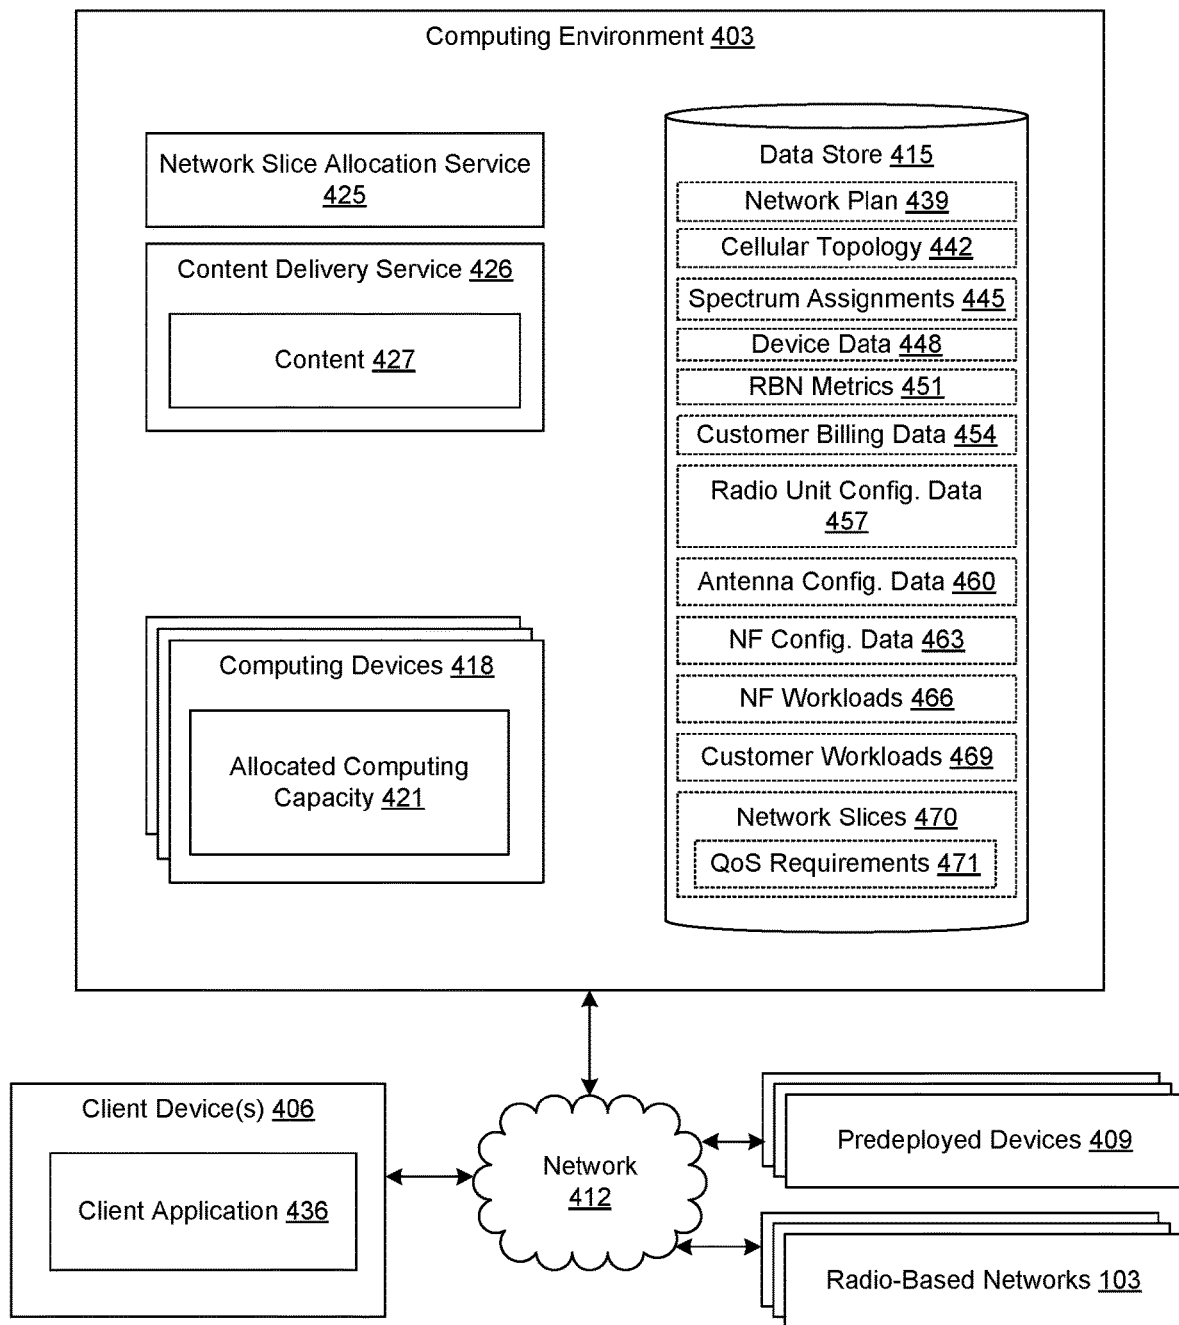 Computing Environment 403
Network Slice Allocation Service
425
Content Delivery Service 426
Content 427
Computing Devices 418
Allocated Computing
Capacity 421
Data Store 415
Network Plan 439
Cellular Topology 442
Spectrum Assignments 445
Device Data 448
RBN Metrics 451
Customer Billing Data 454
Radio Unit Config. Data
457
Antenna Config. Data 460
NF Config. Data 463
NF Workloads 466
Customer Workloads 469
Network Slices 470
QoS Requirements 471
Client Device(s) 406
Client Application 436
Network
412
Predeployed Devices 409
Radio-Based Networks 103